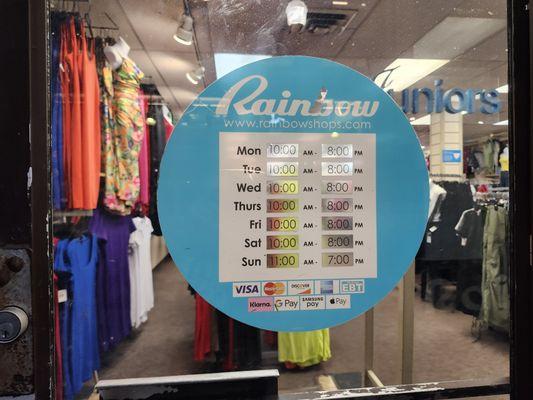 Juniors
Rainbow
www.rainbowshops.com
Mon 10:00 AM - 8:00 PM
Tue 10:00 AM - 8:00 PM
Wed 10:00 AM - 8:00 PM
Thurs 10:00 AM - 8:00 PM
Fri 10:00 AM - 8:00 PM
Sat 10:00 AM - 8:00 PM
Sun 11:00 AM - 7:00 PM
VISA MasterCard DISCOVER EBT
Klarna. G Pay SAMSUNG Pay Pay